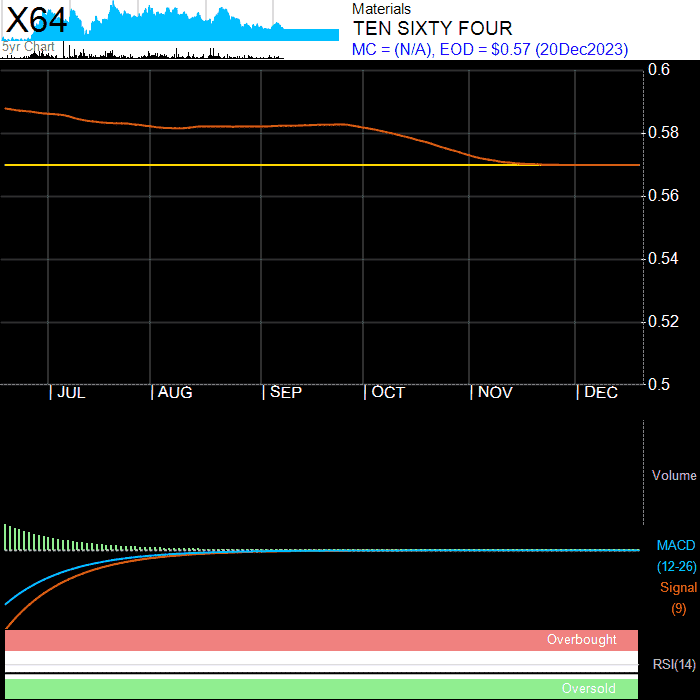 X64
5yr Chart
Materials
TEN SIXTY FOUR
MC = (N/A), EOD = $0.57 (20Dec2023)
0.6
0.58
0.56
0.54
0.52
0.5
| JUL | AUG | SEP | OCT | NOV | DEC
Volume
MACD
(12-26)
Signal
(9)
Overbought
RSI(14)
Oversold